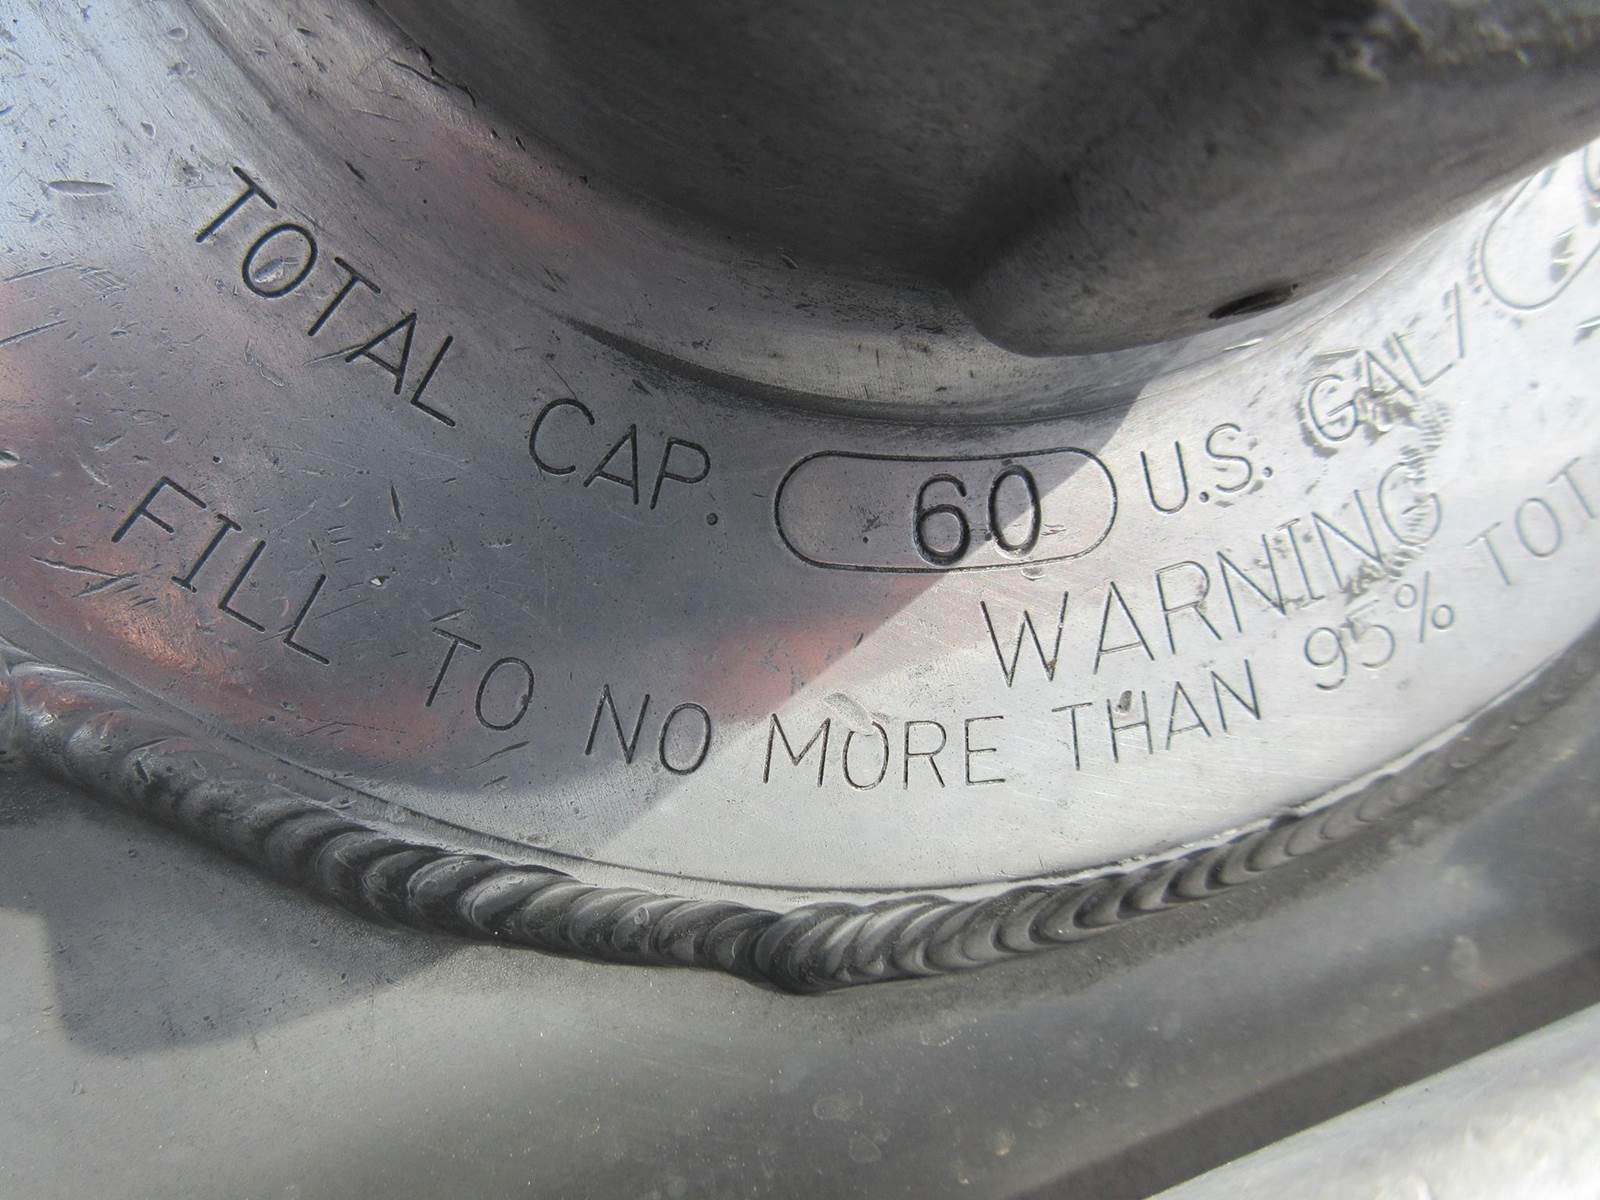 TOTAL CAP. 60 U.S. GAL/
WARNING
FILL TO NO MORE THAN 95% TOT